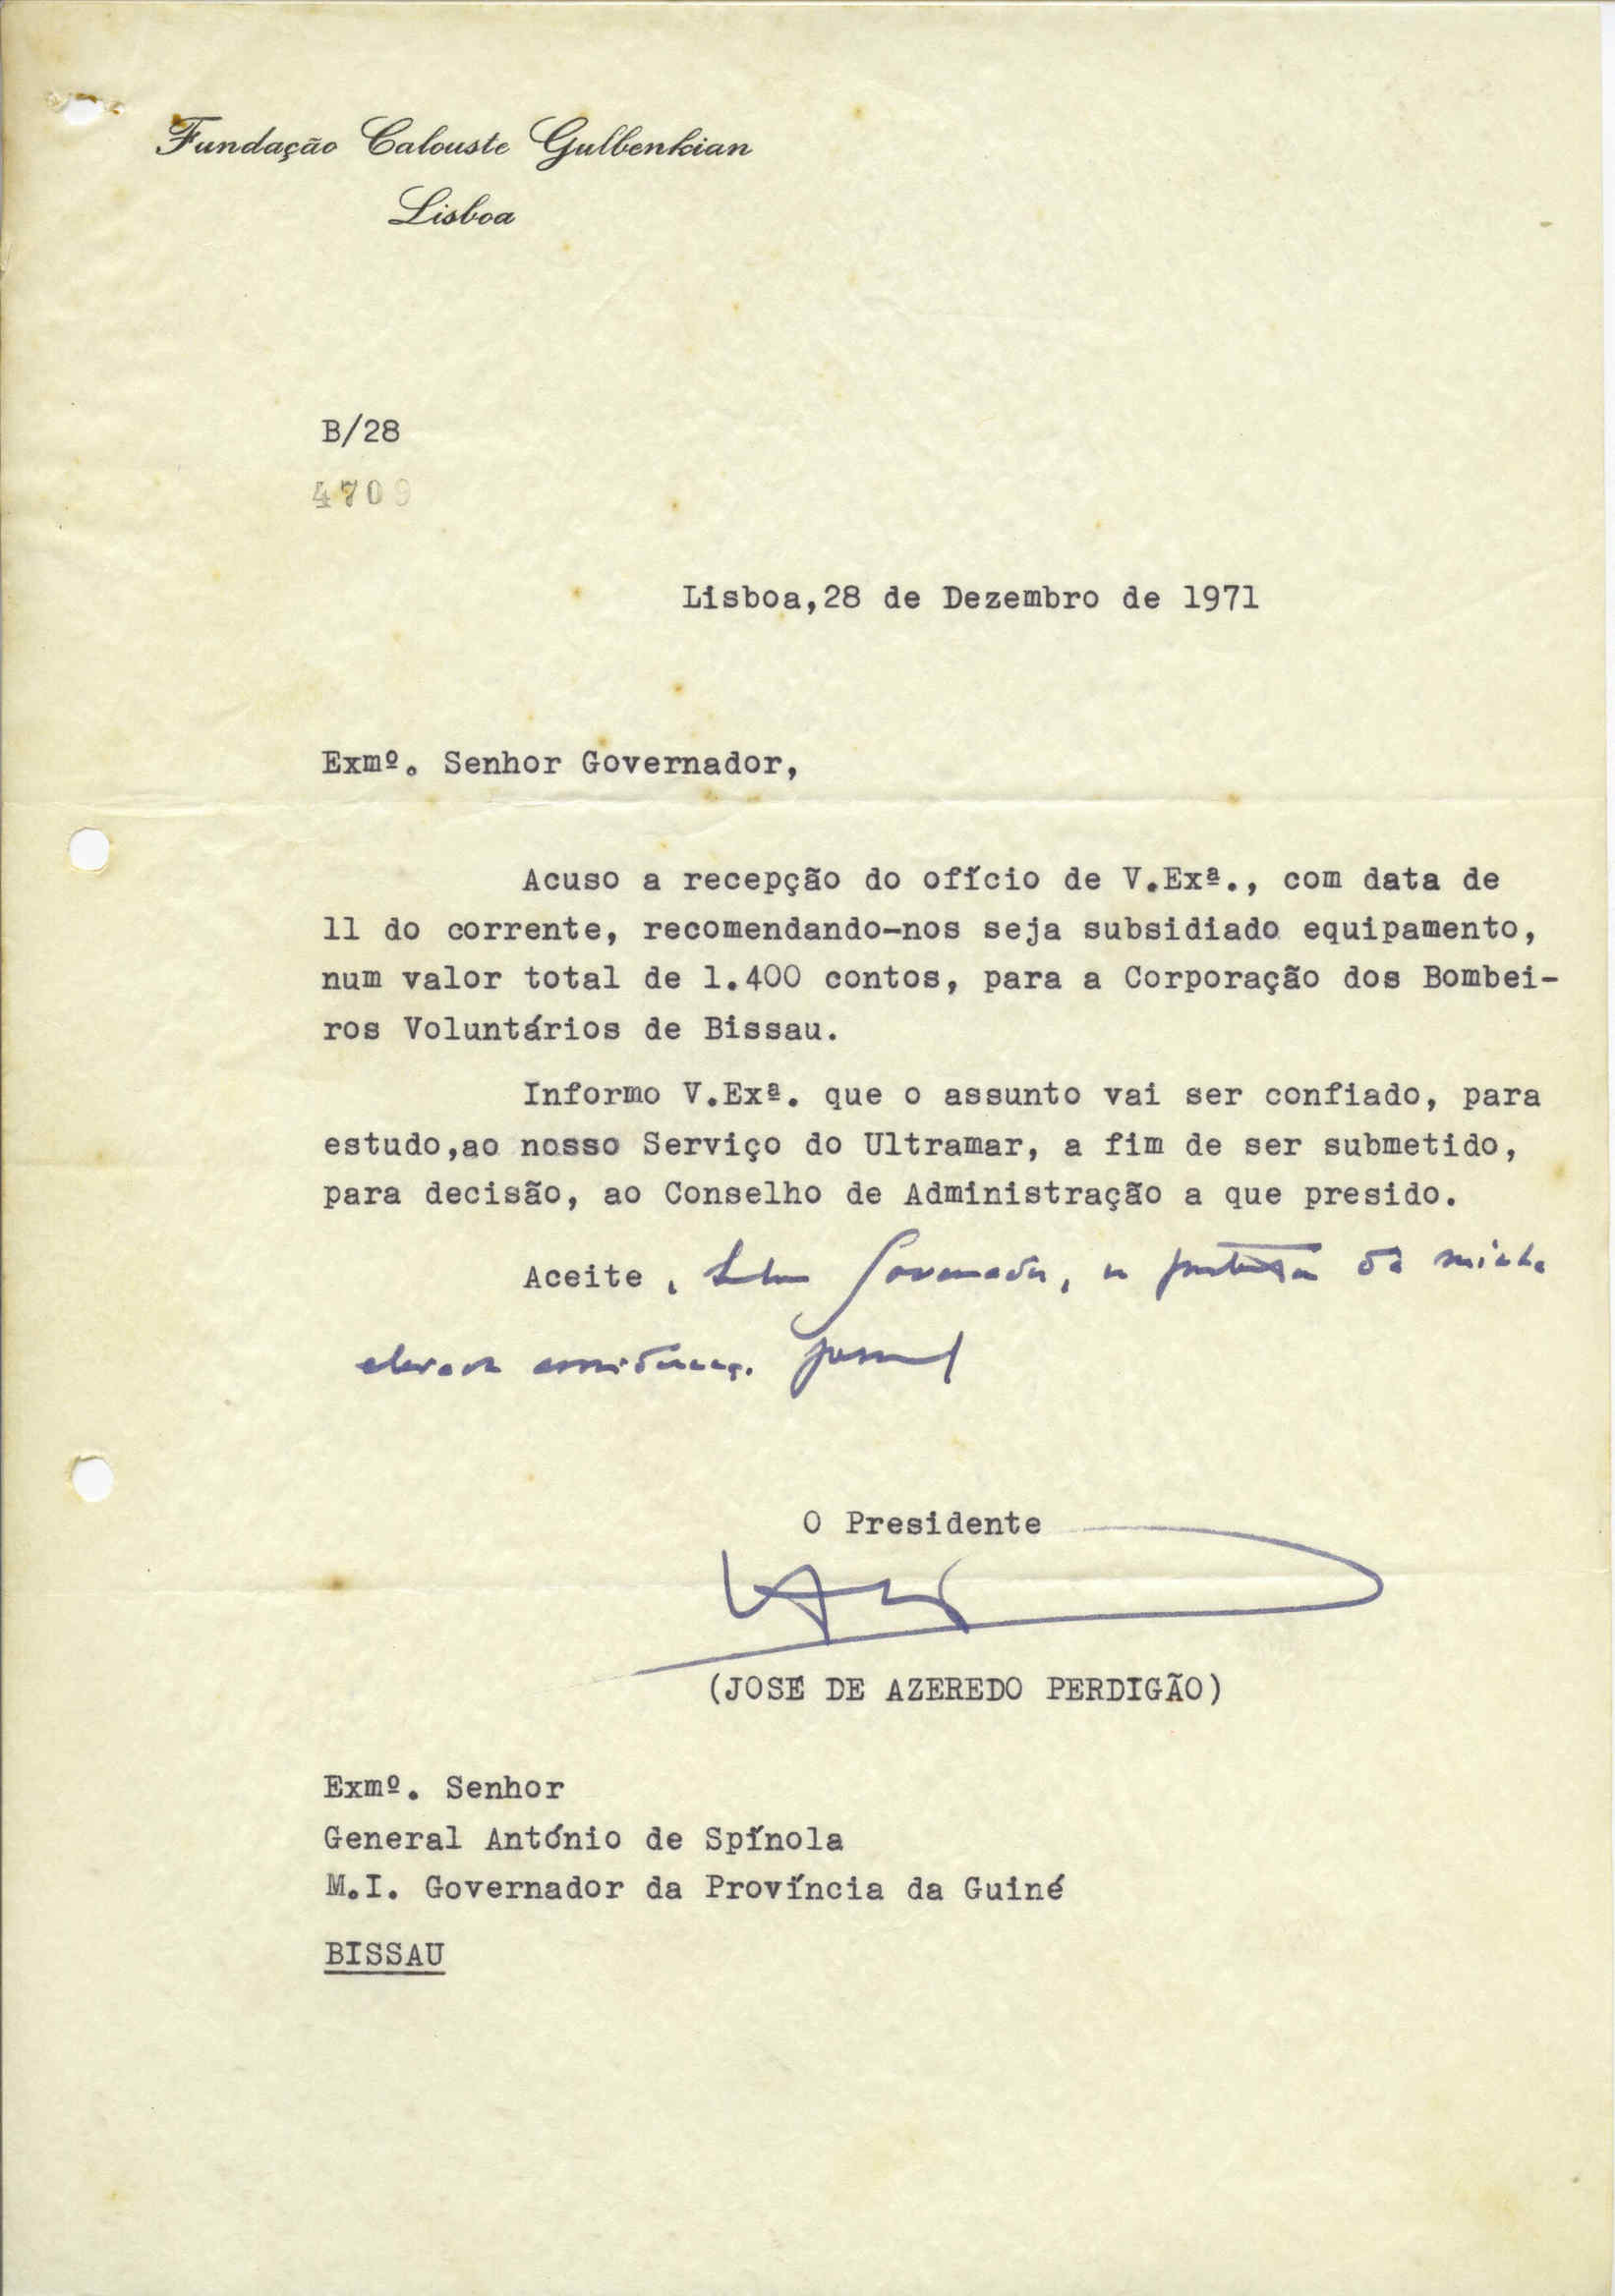 Fundação Calouste Gulbenkian
Lisboa
B/28
4709
Lisboa,28 de Dezembro de 1971
Exmº. Senhor Governador,
Acuso a recepção do ofício de V.Exª., com data de
11 do corrente, recomendando-nos seja subsidiado equipamento,
num valor total de 1.400 contos, para a Corporação dos Bombei-
ros Voluntários de Bissau.
Informo V.Exª. que o assunto vai ser confiado, para
estudo,ao nosso Serviço do Ultramar, a fim de ser submetido,
para decisão, ao Conselho de Administração a que presido.
Aceite, Senhor Governador, os protestos da minha
elevada consideração. pessoal
O Presidente
(JOSÉ DE AZEREDO PERDIGÃO)
Exmº. Senhor
General António de Spínola
M.I. Governador da Província da Guiné
BISSAU